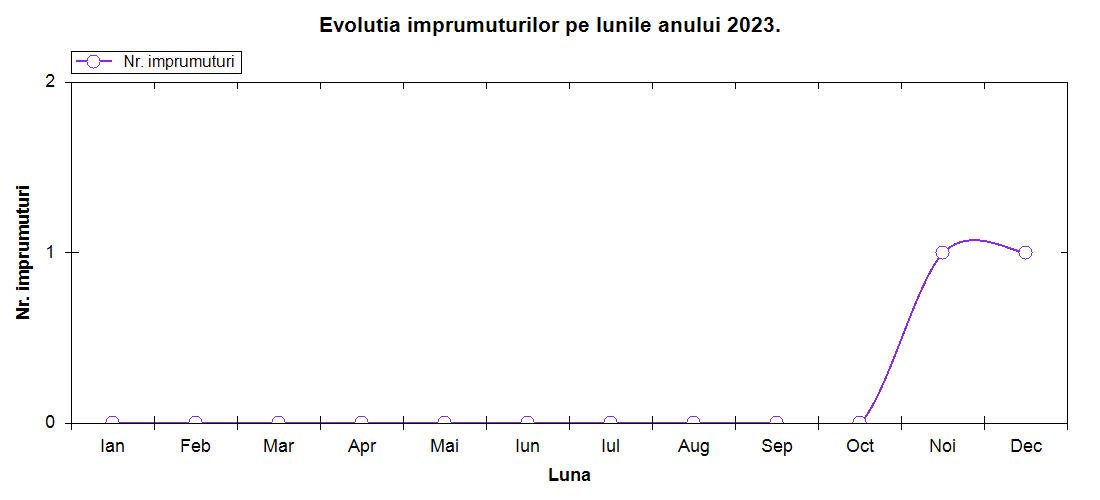 Evolutia imprumuturilor pe lunile anului 2023.
Nr. imprumuturi
2
1
0
Nr. imprumuturi
Ian Feb Mar Apr Mai Iun Iul Aug Sep Oct Noi Dec
Luna